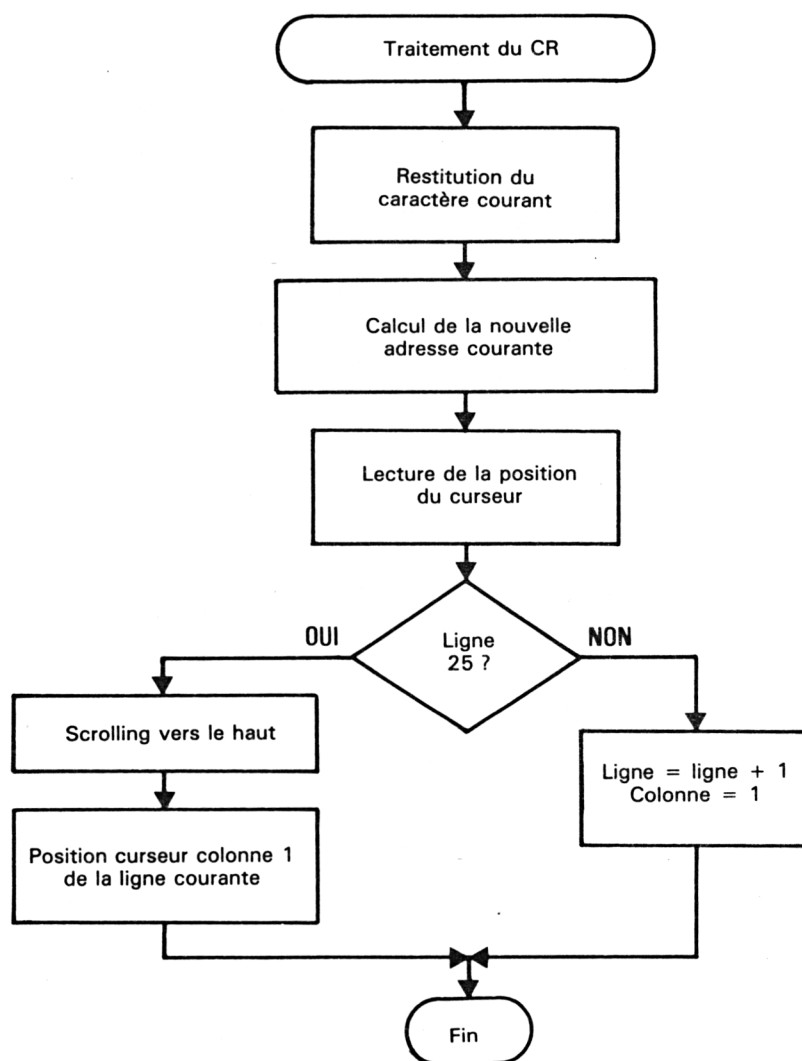 Traitement du CR
Restitution du
caractère courant
Calcul de la nouvelle
adresse courante
Lecture de la position
du curseur
OUI
Ligne
25 ?
NON
Scrolling vers le haut
Ligne = ligne + 1
Colonne = 1
Position curseur colonne 1
de la ligne courante
Fin